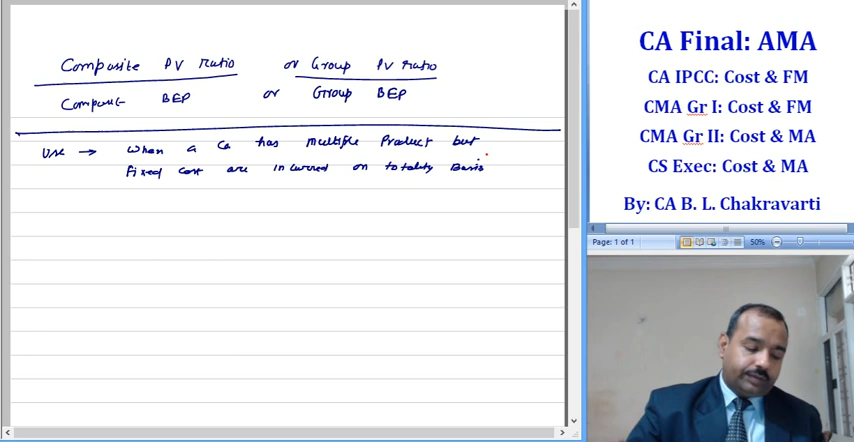 Composite PV Ratio or Group PV ratio
Composit BEP or Group BEP
Use → When a Co has multiple Product but
Fixed cost are incurred on totality Basis
CA Final: AMA
CA IPCC: Cost & FM
CMA Gr I: Cost & FM
CMA Gr II: Cost & MA
CS Exec: Cost & MA
By: CA B. L. Chakravarti
Page: 1 of 1
50%